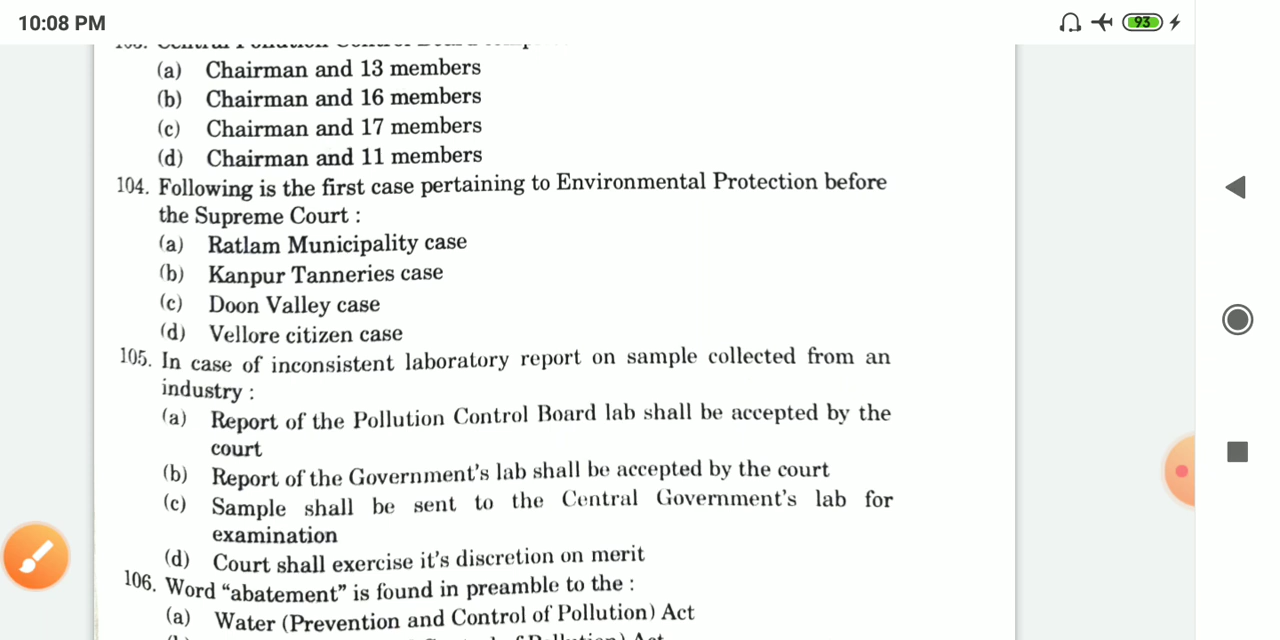 10:08 PM
93
(a) Chairman and 13 members
(b) Chairman and 16 members
(c) Chairman and 17 members
(d) Chairman and 11 members
104. Following is the first case pertaining to Environmental Protection before
the Supreme Court :
(a) Ratlam Municipality case
(b) Kanpur Tanneries case
(c) Doon Valley case
(d) Vellore citizen case
105. In case of inconsistent laboratory report on sample collected from an
industry :
(a) Report of the Pollution Control Board lab shall be accepted by the
court
(b) Report of the Government's lab shall be accepted by the court
(c) Sample shall be sent to the Central Government's lab for
examination
(d) Court shall exercise it's discretion on merit
106. Word "abatement" is found in preamble to the :
(a) Water (Prevention and Control of Pollution) Act